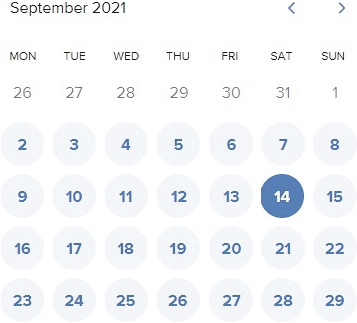 September 2021
MON TUE WED THU FRI SAT SUN
26 27 28 29 30 31 1
2 3 4 5 6 7 8
9 10 11 12 13 14 15
16 17 18 19 20 21 22
23 24 25 26 27 28 29